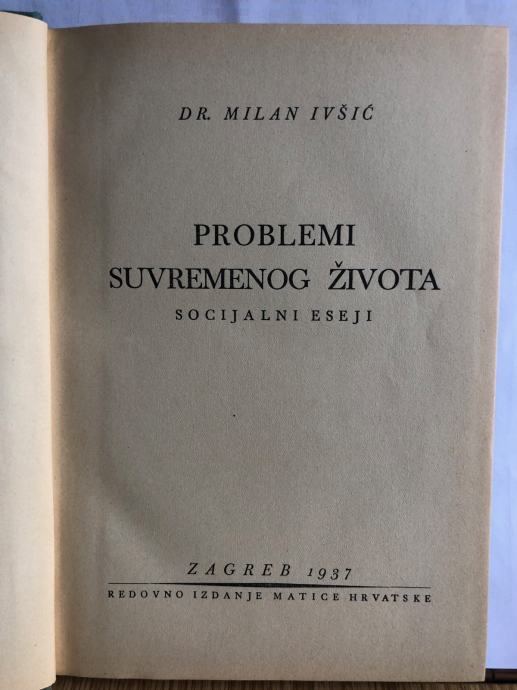 DR. MILAN IVŠIĆ
PROBLEMI
SUVREMENOG ŽIVOTA
SOCIJALNI ESEJI
ZAGREB 1937
REDOVNO IZDANJE MATICE HRVATSKE